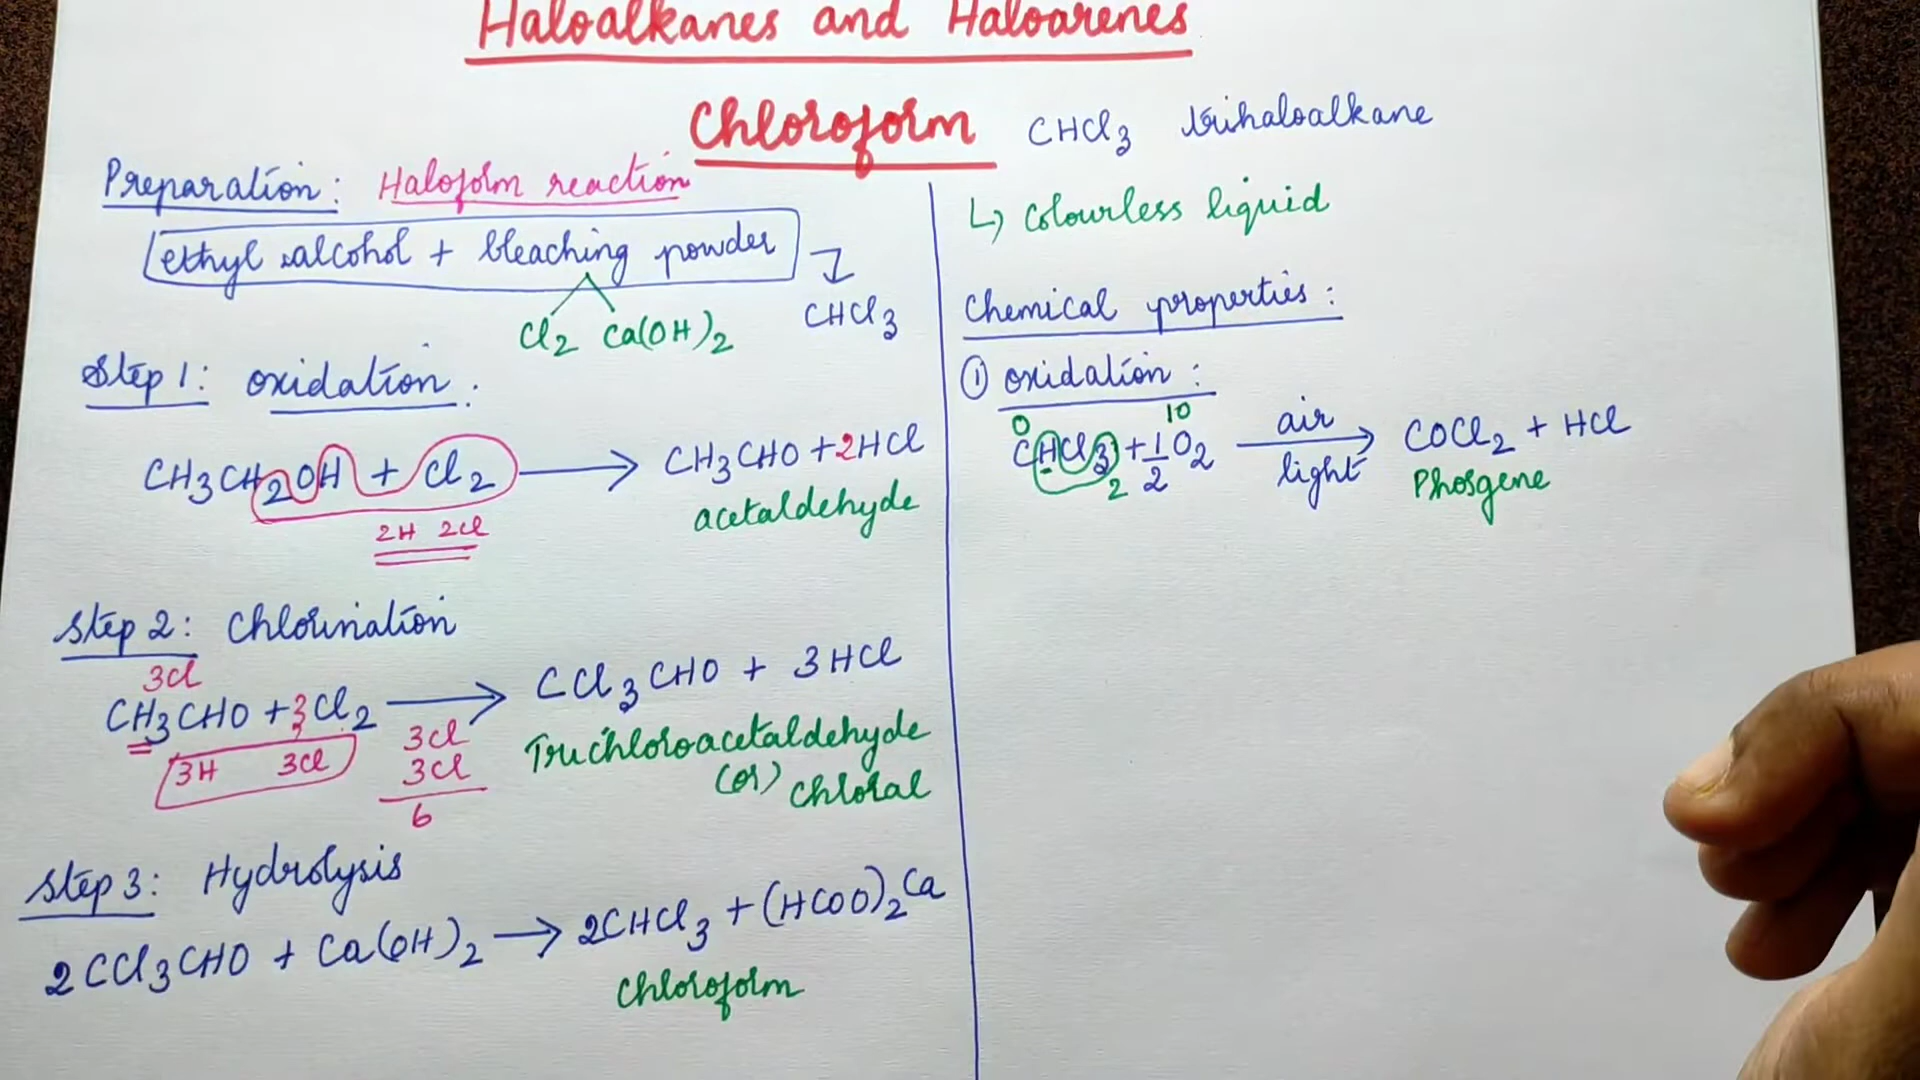 Haloalkanes and Haloarenes
Chloroform CHCl3 trihaloalkane
Preparation: Haloform reaction
ethyl alcohol + bleaching powder
Cl2 Ca(OH)2
CHCl3
Step 1: oxidation:
CH3CH2OH + Cl2 → CH3CHO + 2HCl
2H 2Cl
acetaldehyde
Step 2: Chlorination
3Cl
CH3CHO + 3Cl2 → CCl3CHO + 3HCl
3H 3Cl
3Cl
3Cl
6
Trichloroacetaldehyde
(or) chloral
Step 3: Hydrolysis
2CCl3CHO + Ca(OH)2 → 2CHCl3 + (HCOO)2Ca
chloroform
↳ Colourless liquid
Chemical properties:
① oxidation:
O 1O
CHCl3 + 1/2 O2 → COCl2 + HCl
2
air
light
Phosgene